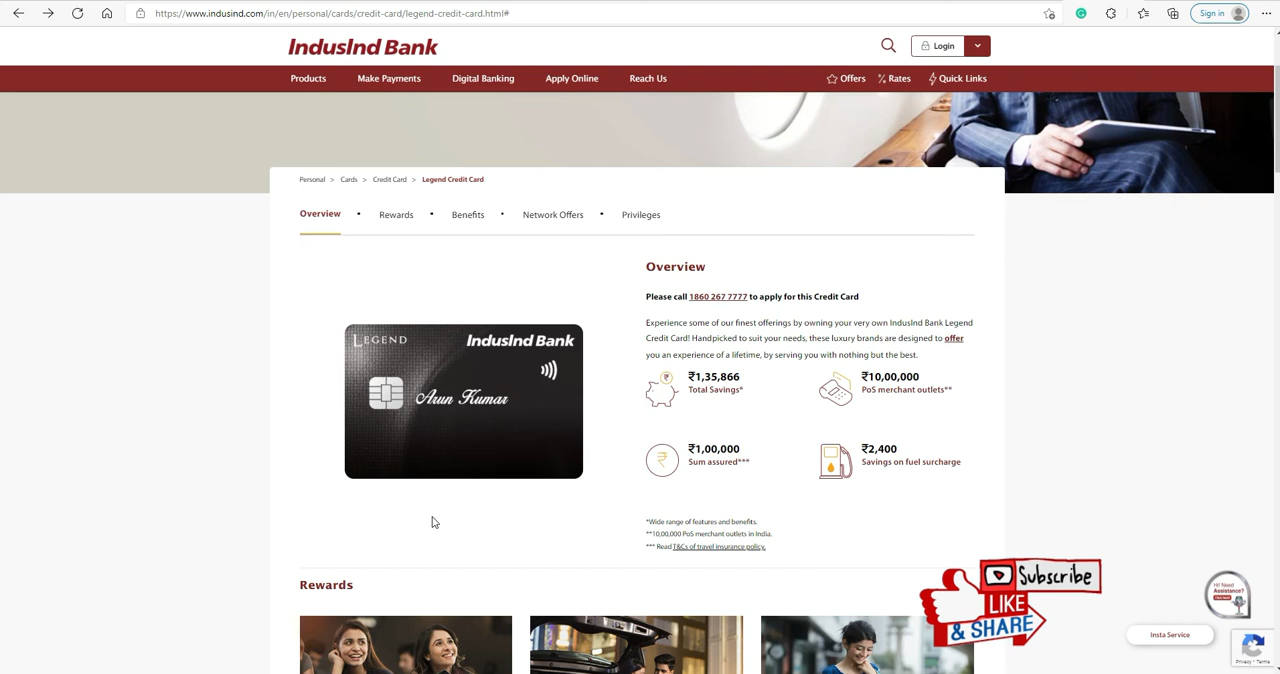 https://www.indusind.com/in/en/personal/cards/credit-card/legend-credit-card.html#
Sign in
IndusInd Bank
Login
Products
Make Payments
Digital Banking
Apply Online
Reach Us
Offers
Rates
Quick Links
Personal > Cards > Credit Card > Legend Credit Card
Overview • Rewards • Benefits • Network Offers • Privileges
LEGEND
IndusInd Bank
Arun Kumar
Overview
Please call 1860 267 7777 to apply for this Credit Card
Experience some of our finest offerings by owning your very own IndusInd Bank Legend
Credit Card! Handpicked to suit your needs, these luxury brands are designed to offer
you an experience of a lifetime, by serving you with nothing but the best.
₹1,35,866
Total Savings*
₹10,00,000
PoS merchant outlets**
₹1,00,000
Sum assured***
₹2,400
Savings on fuel surcharge
*Wide range of features and benefits.
**10,00,000 PoS merchant outlets in India.
*** Read T&Cs of travel insurance policy.
Rewards
Subscribe
LIKE
& SHARE
Hi! Need
Assistance?
Insta Service
Privacy - Terms